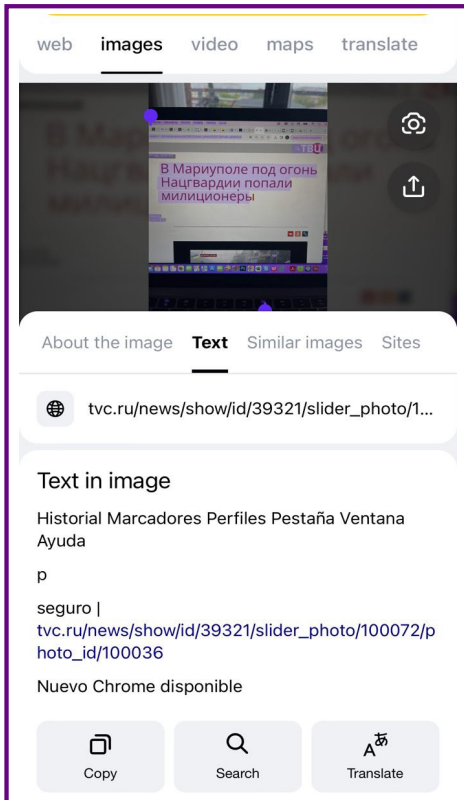 web images video maps translate
ТВЦ
В Мариуполе под огонь
Нацгвардии попали
милиционеры
About the image Text Similar images Sites
tvc.ru/news/show/id/39321/slider_photo/1...
Text in image
Historial Marcadores Perfiles Pestaña Ventana
Ayuda
p
seguro |
tvc.ru/news/show/id/39321/slider_photo/100072/p
hoto_id/100036
Nuevo Chrome disponible
Copy Search Translate